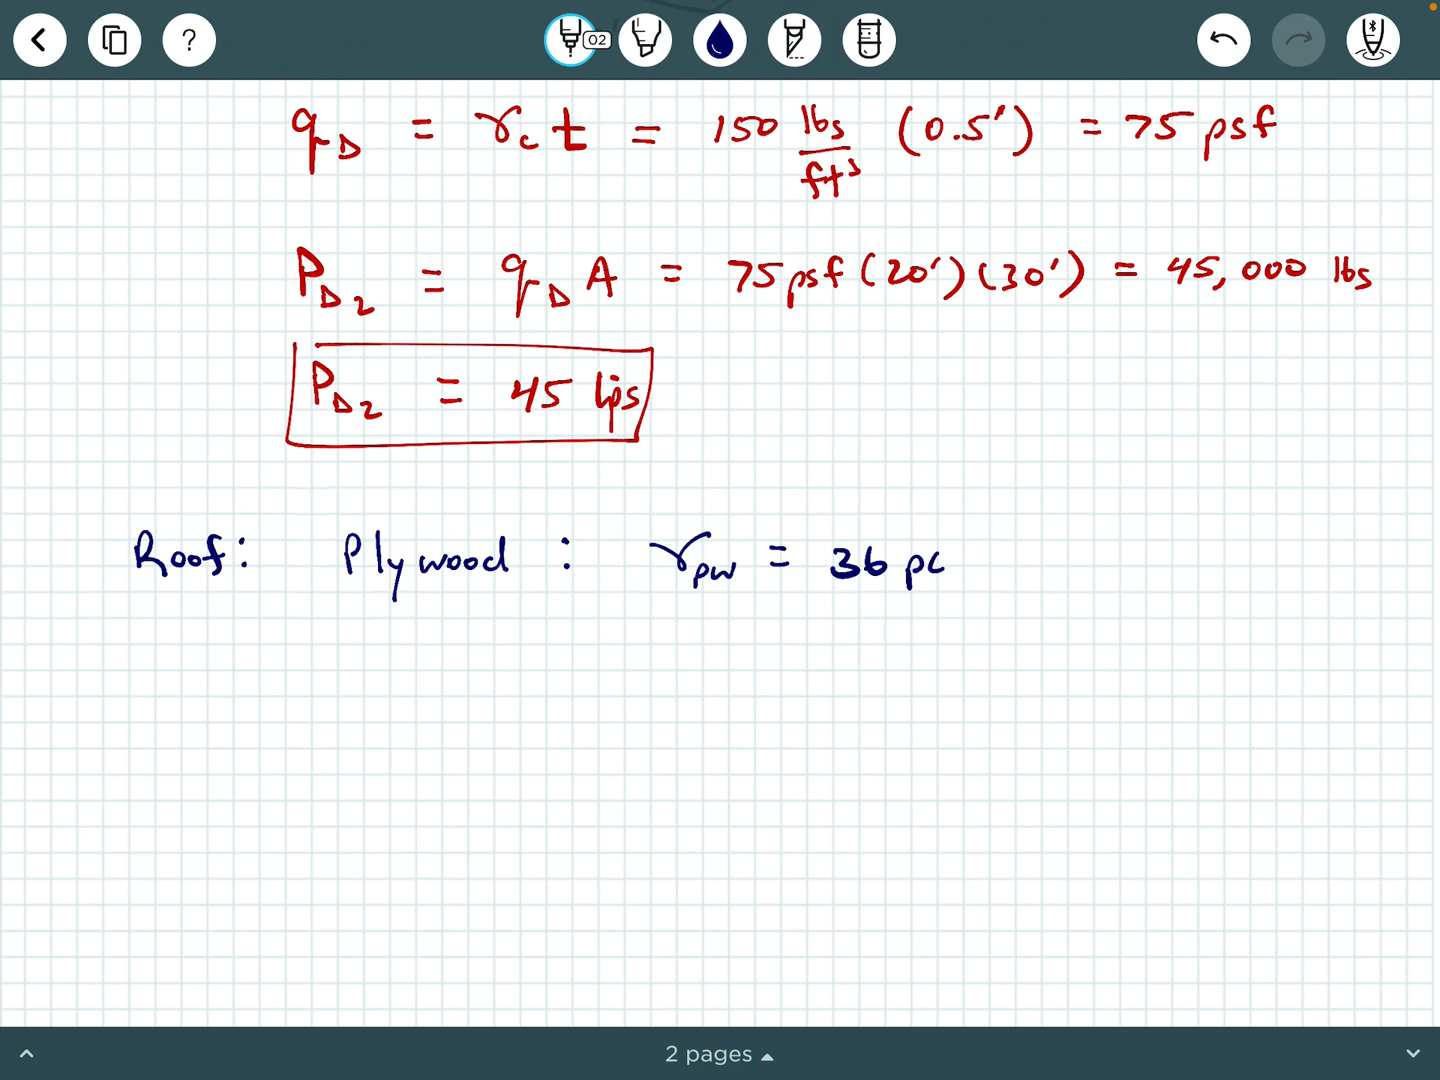 ?
02
q_D = γ_c t = 150 lbs/ft³ (0.5') = 75 psf
P_D2 = q_D A = 75 psf (20') (30') = 45,000 lbs
P_D2 = 45 kips
Roof: Plywood : γ_pw = 36 pc
2 pages